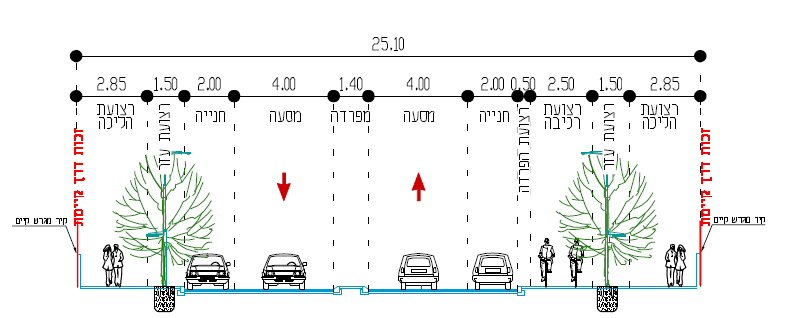 25.10
2.85 1.50 2.00 4.00 1.40 4.00 2.00 0.50 2.50 1.50 2.85
רצועת הליכה
רצועת עזר
חנייה
מסעה
מפרדה
מסעה
חנייה
רצועת הפרדה
רצועת רכיבה
רצועת עזר
רצועת הליכה
זכות דרך קיימת
זכות דרך קיימת
קיר מגרש קיים
קיר מגרש קיים